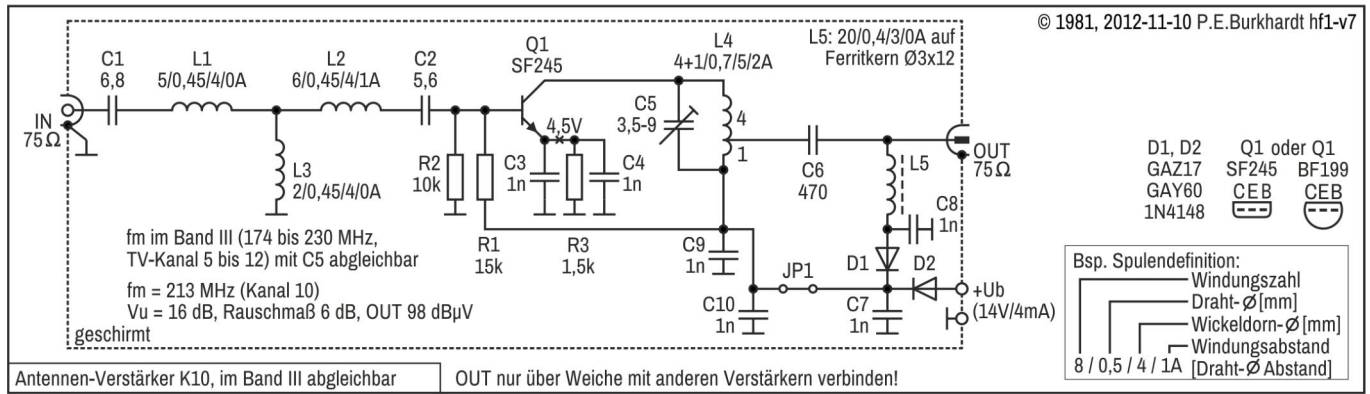 © 1981, 2012-11-10 P.E.Burkhardt hf1-v7
C1
6,8
L1
5/0,45/4/0A
L2
6/0,45/4/1A
C2
5,6
Q1
SF245
L4
4+1/0,7/5/2A
L5: 20/0,4/3/0A auf
Ferritkern Ø3x12
IN
75Ω
L3
2/0,45/4/0A
R2
10k
C3
1n
4,5V
C4
1n
C5
3,5-9
4
1
C6
470
L5
OUT
75Ω
C8
1n
D1, D2
GAZ17
GAY60
1N4148
Q1 oder Q1
SF245 BF199
CEB CEB
R1
15k
R3
1,5k
C9
1n
C10
1n
JP1
D1
D2
C7
1n
+Ub
(14V/4mA)
fm im Band III (174 bis 230 MHz,
TV-Kanal 5 bis 12) mit C5 abgleichbar
fm = 213 MHz (Kanal 10)
Vu = 16 dB, Rauschmaß 6 dB, OUT 98 dBµV
geschirmt
Bsp. Spulendefinition:
Windungszahl
Draht-Ø[mm]
Wickeldorn-Ø[mm]
Windungsabstand
8 / 0,5 / 4 / 1A [Draht-Ø Abstand]
Antennen-Verstärker K10, im Band III abgleichbar
OUT nur über Weiche mit anderen Verstärkern verbinden!